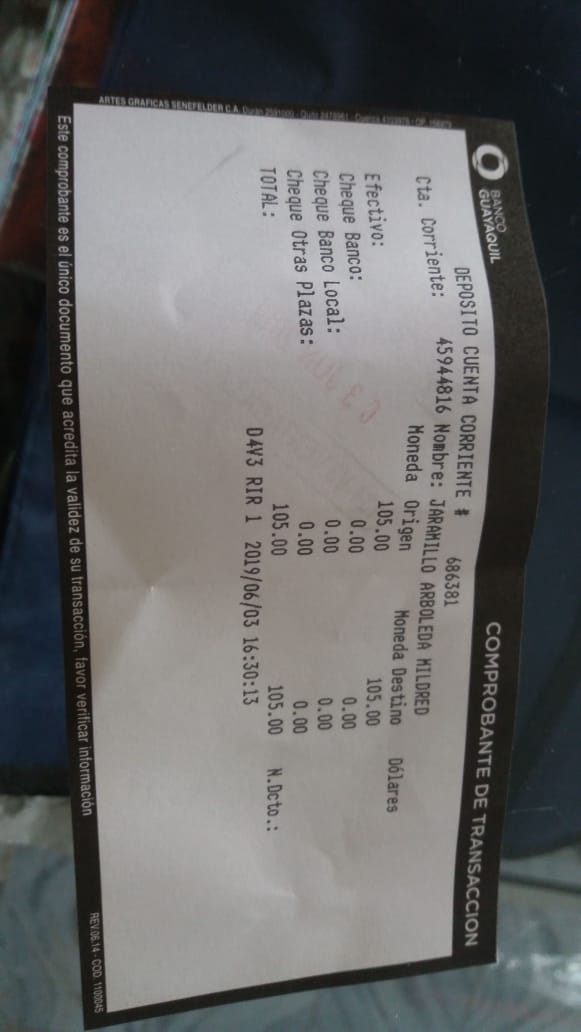 BANCO
GUAYAQUIL
COMPROBANTE DE TRANSACCION
DEPOSITO CUENTA CORRIENTE # 686381
Cta. Corriente: 45944816 Nombre: JARAMILLO ARBOLEDA MILDRED
Moneda Origen Moneda Destino Dólares
Efectivo: 105.00 105.00
Cheque Banco: 0.00 0.00
Cheque Banco Local: 0.00 0.00
Cheque Otras Plazas: 0.00 0.00
TOTAL: 105.00 105.00 N.Dcto.:
D4V3 RIR 1 2019/06/03 16:30:13
ARTES GRAFICAS SENEFELDER C.A.
REV.06.14 - COD. 1100045
Este comprobante es el único documento que acredita la validez de su transacción, favor verificar información